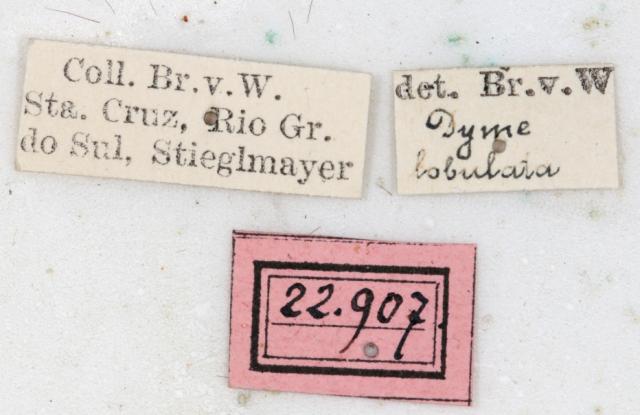 Coll. Br. v. W.
Sta. Cruz, Rio Gr.
do Sul, Stieglmayer
det. Br. v. W
Dyme
lobulata
22.907